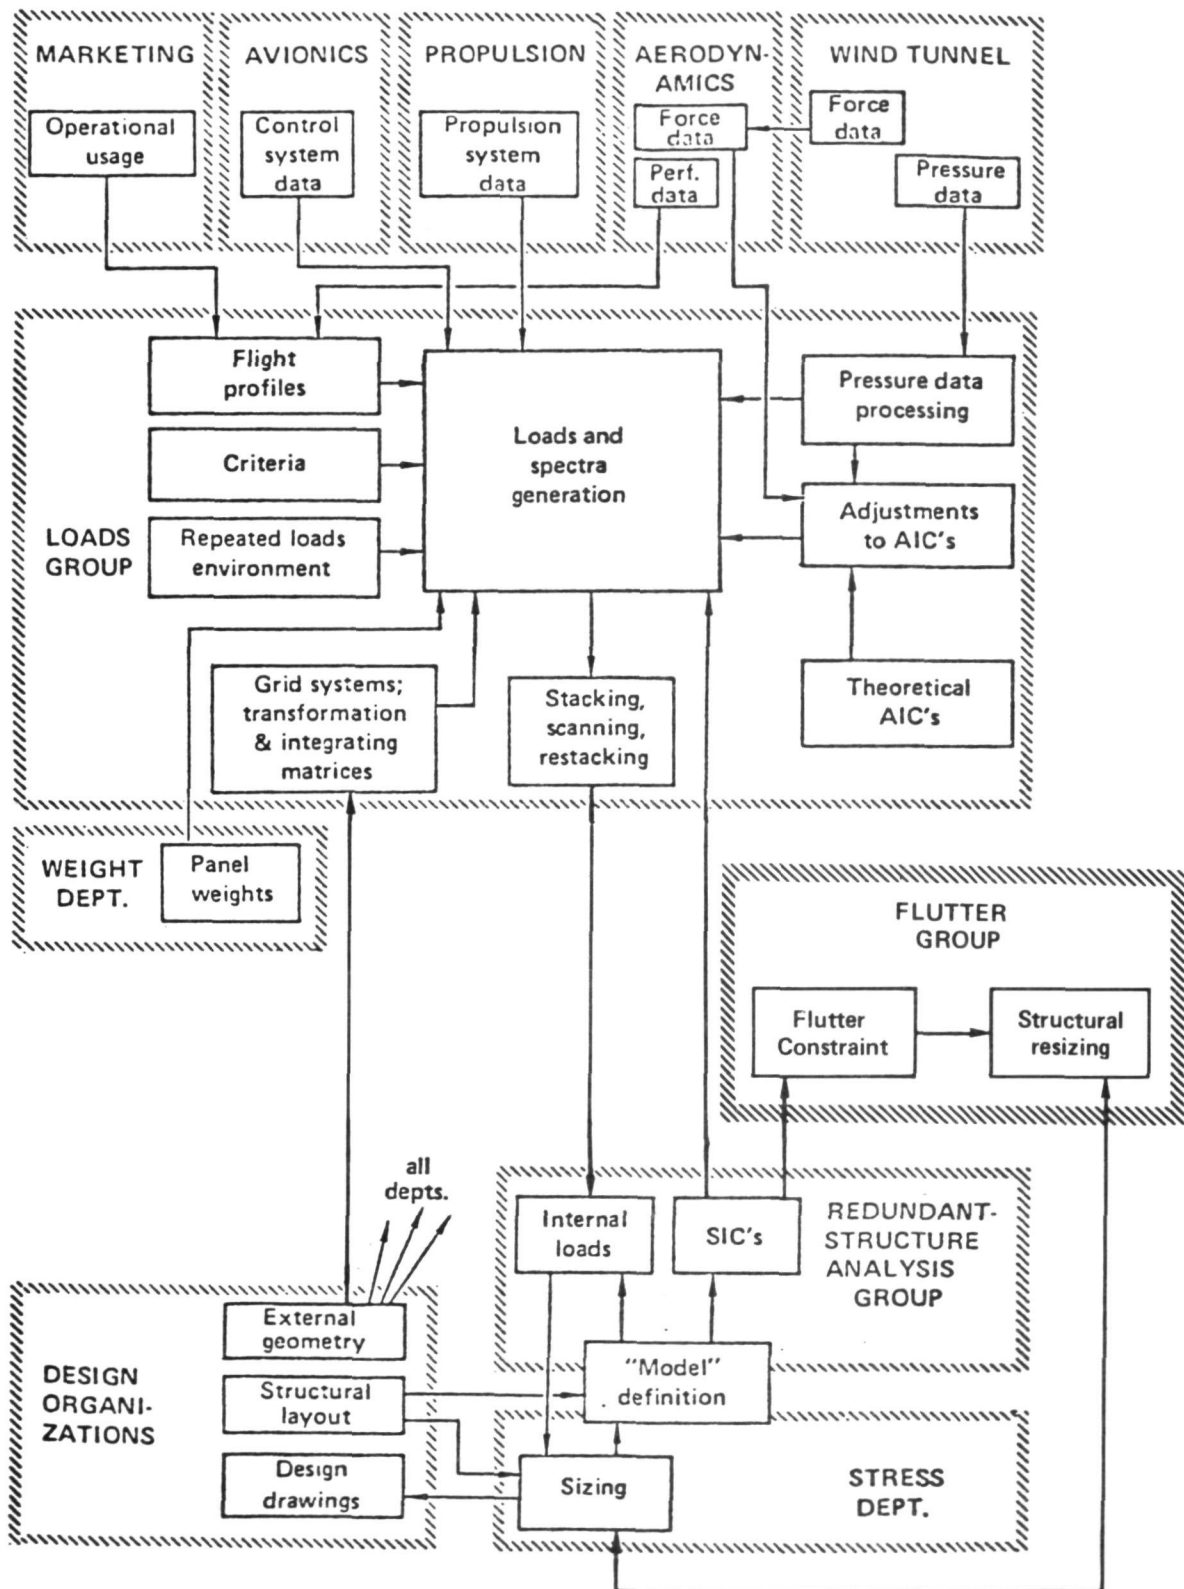 MARKETING
Operational
usage
AVIONICS
Control
system
data
PROPULSION
Propulsion
system
data
AERODYN-
AMICS
Force
data
Perf.
data
WIND TUNNEL
Force
data
Pressure
data
LOADS
GROUP
Flight
profiles
Criteria
Repeated loads
environment
Loads and
spectra
generation
Pressure data
processing
Adjustments
to AIC's
Theoretical
AIC's
Grid systems;
transformation
& integrating
matrices
Stacking,
scanning,
restacking
WEIGHT
DEPT.
Panel
weights
FLUTTER
GROUP
Flutter
Constraint
Structural
resizing
all
depts.
Internal
loads
SIC's
REDUNDANT-
STRUCTURE
ANALYSIS
GROUP
"Model"
definition
DESIGN
ORGANI-
ZATIONS
External
geometry
Structural
layout
Design
drawings
Sizing
STRESS
DEPT.